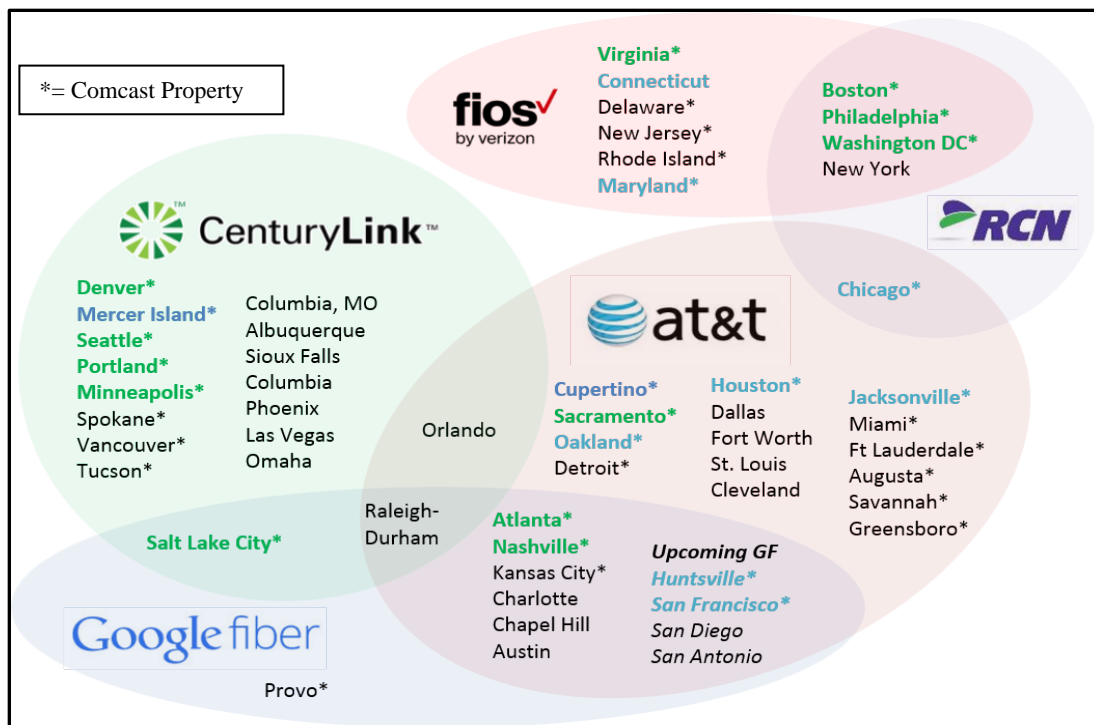 *= Comcast Property
fios
by verizon
Virginia*
Connecticut
Delaware*
New Jersey*
Rhode Island*
Maryland*
Boston*
Philadelphia*
Washington DC*
New York
RCN
CenturyLink™
Denver*
Mercer Island*
Seattle*
Portland*
Minneapolis*
Spokane*
Vancouver*
Tucson*
Columbia, MO
Albuquerque
Sioux Falls
Columbia
Phoenix
Las Vegas
Omaha
at&t
Chicago*
Orlando
Cupertino*
Sacramento*
Oakland*
Detroit*
Houston*
Dallas
Fort Worth
St. Louis
Cleveland
Jacksonville*
Miami*
Ft Lauderdale*
Augusta*
Savannah*
Greensboro*
Raleigh-
Durham
Salt Lake City*
Atlanta*
Nashville*
Kansas City*
Charlotte
Chapel Hill
Austin
Upcoming GF
Huntsville*
San Francisco*
San Diego
San Antonio
Google fiber
Provo*